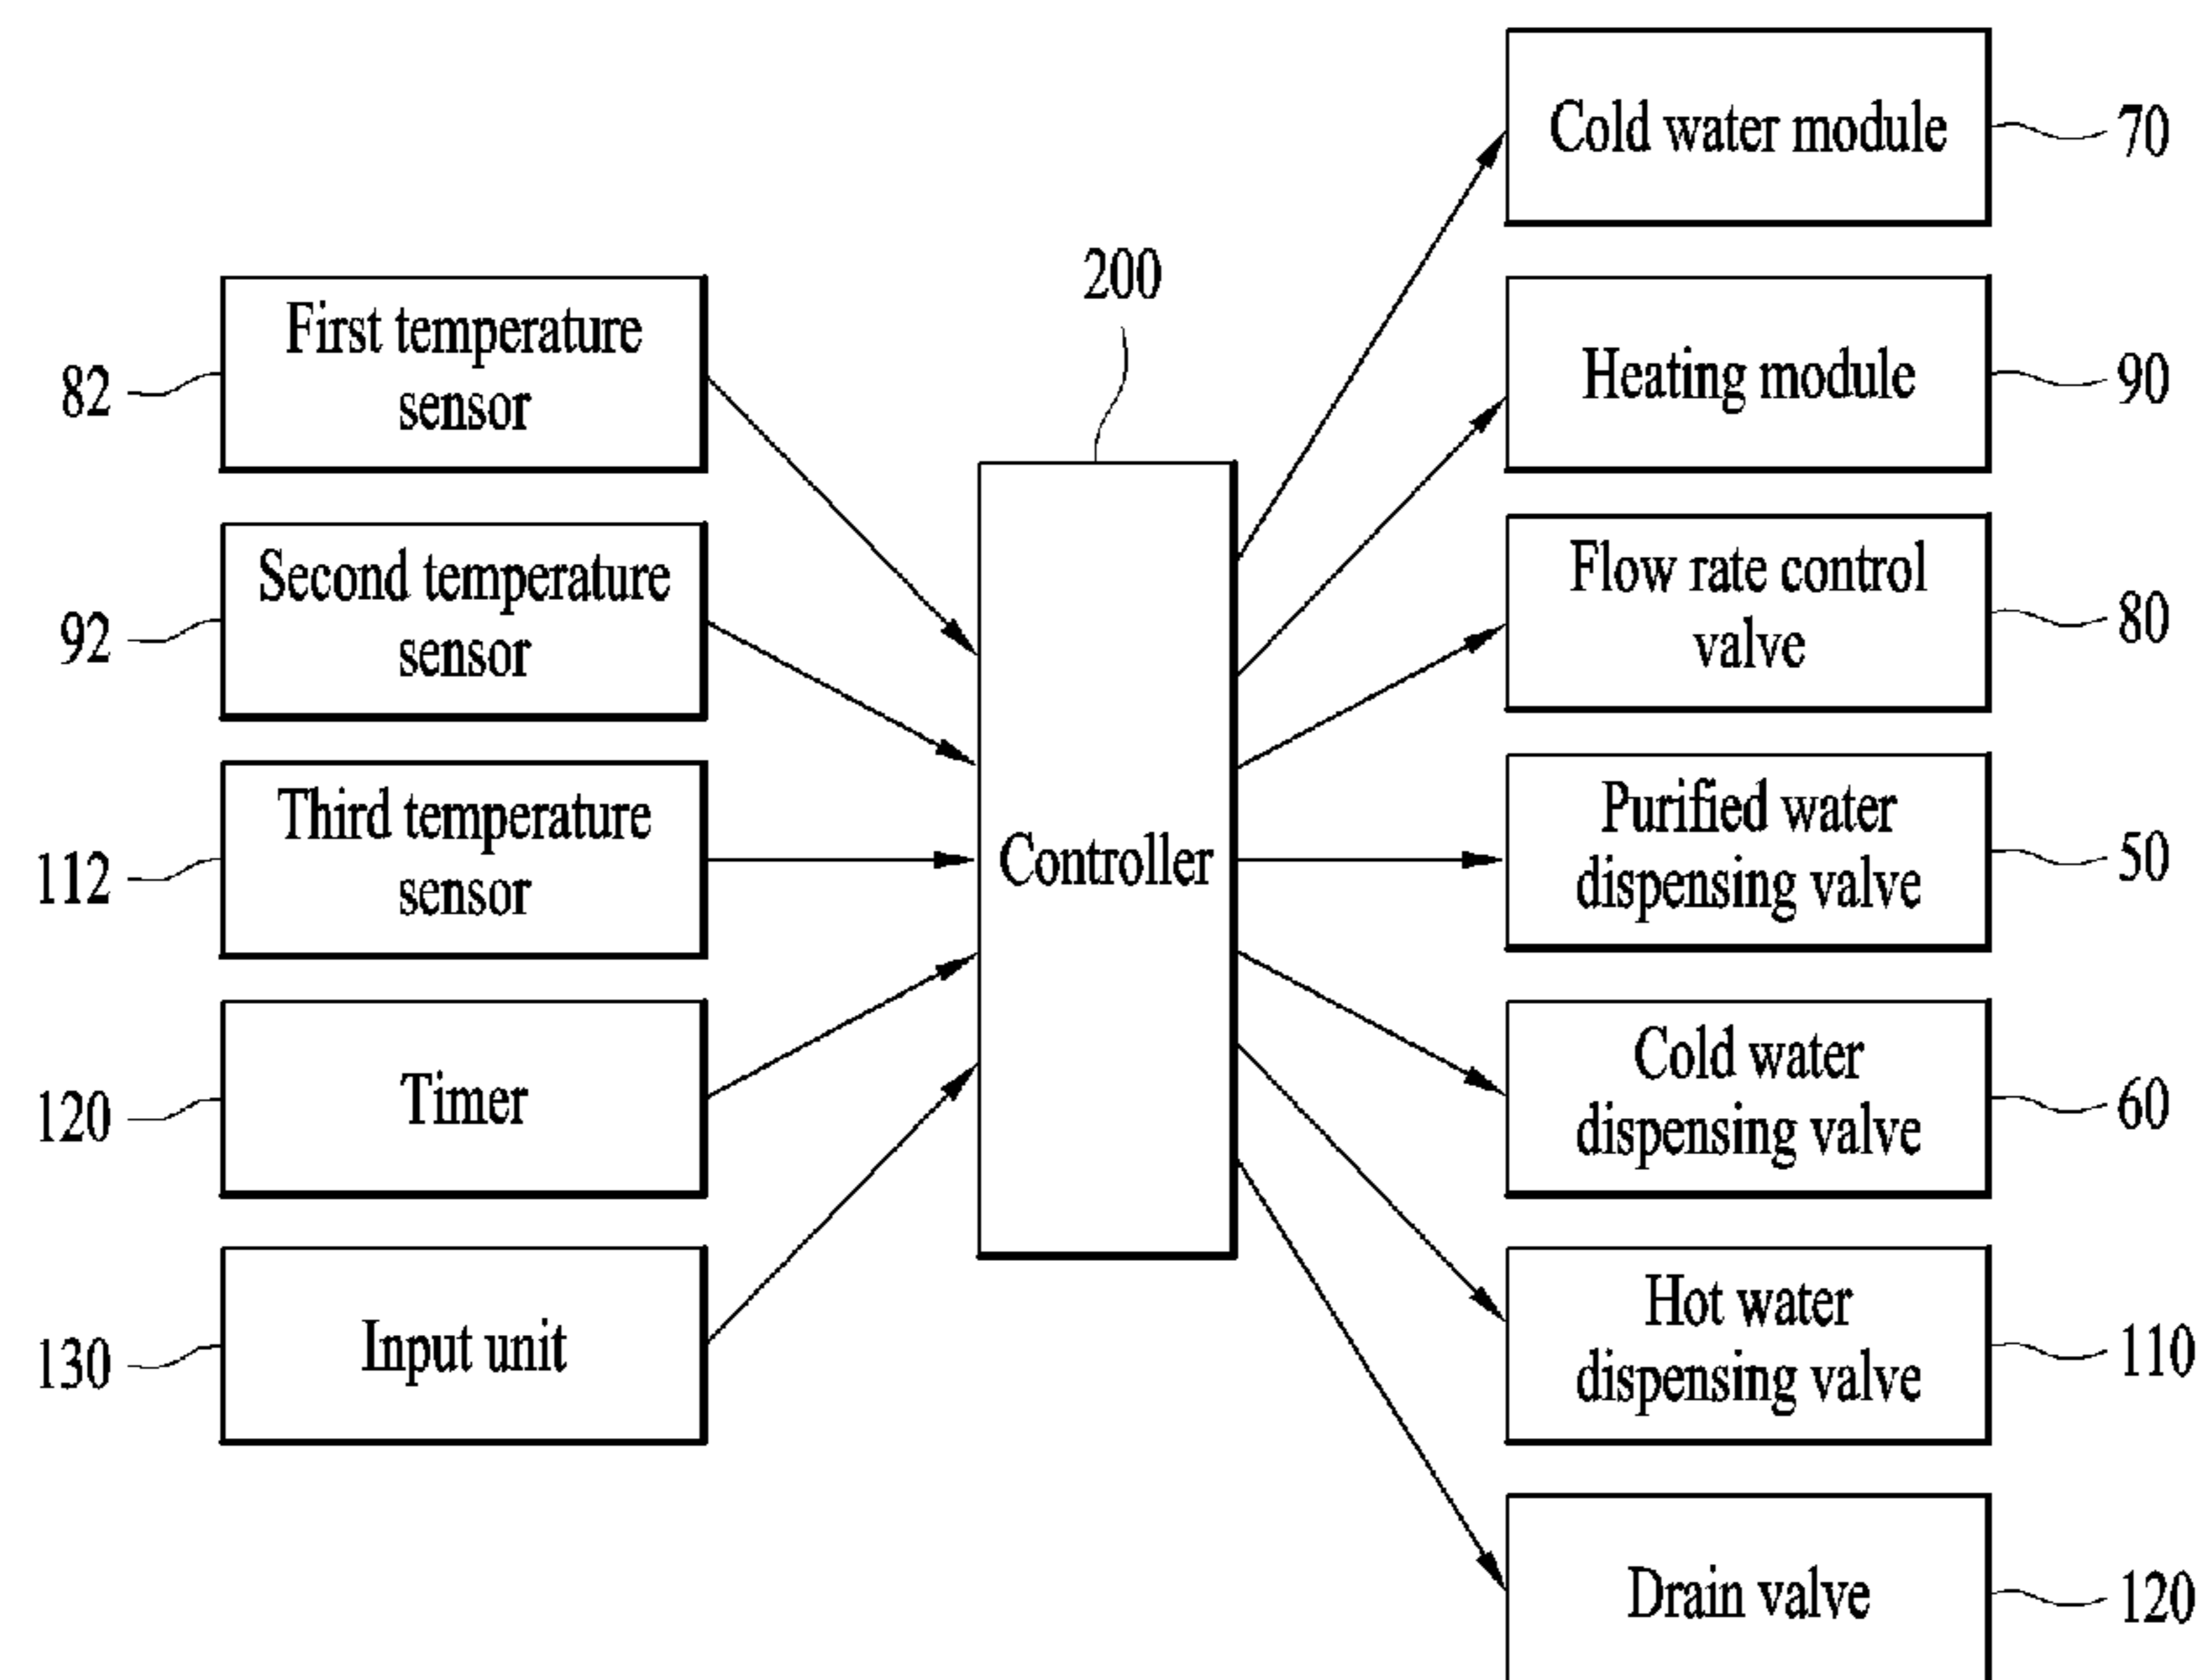 82
First temperature
sensor
92
Second temperature
sensor
112
Third temperature
sensor
120
Timer
130
Input unit
200
Controller
Cold water module
70
Heating module
90
Flow rate control
valve
80
Purified water
dispensing valve
50
Cold water
dispensing valve
60
Hot water
dispensing valve
110
Drain valve
120